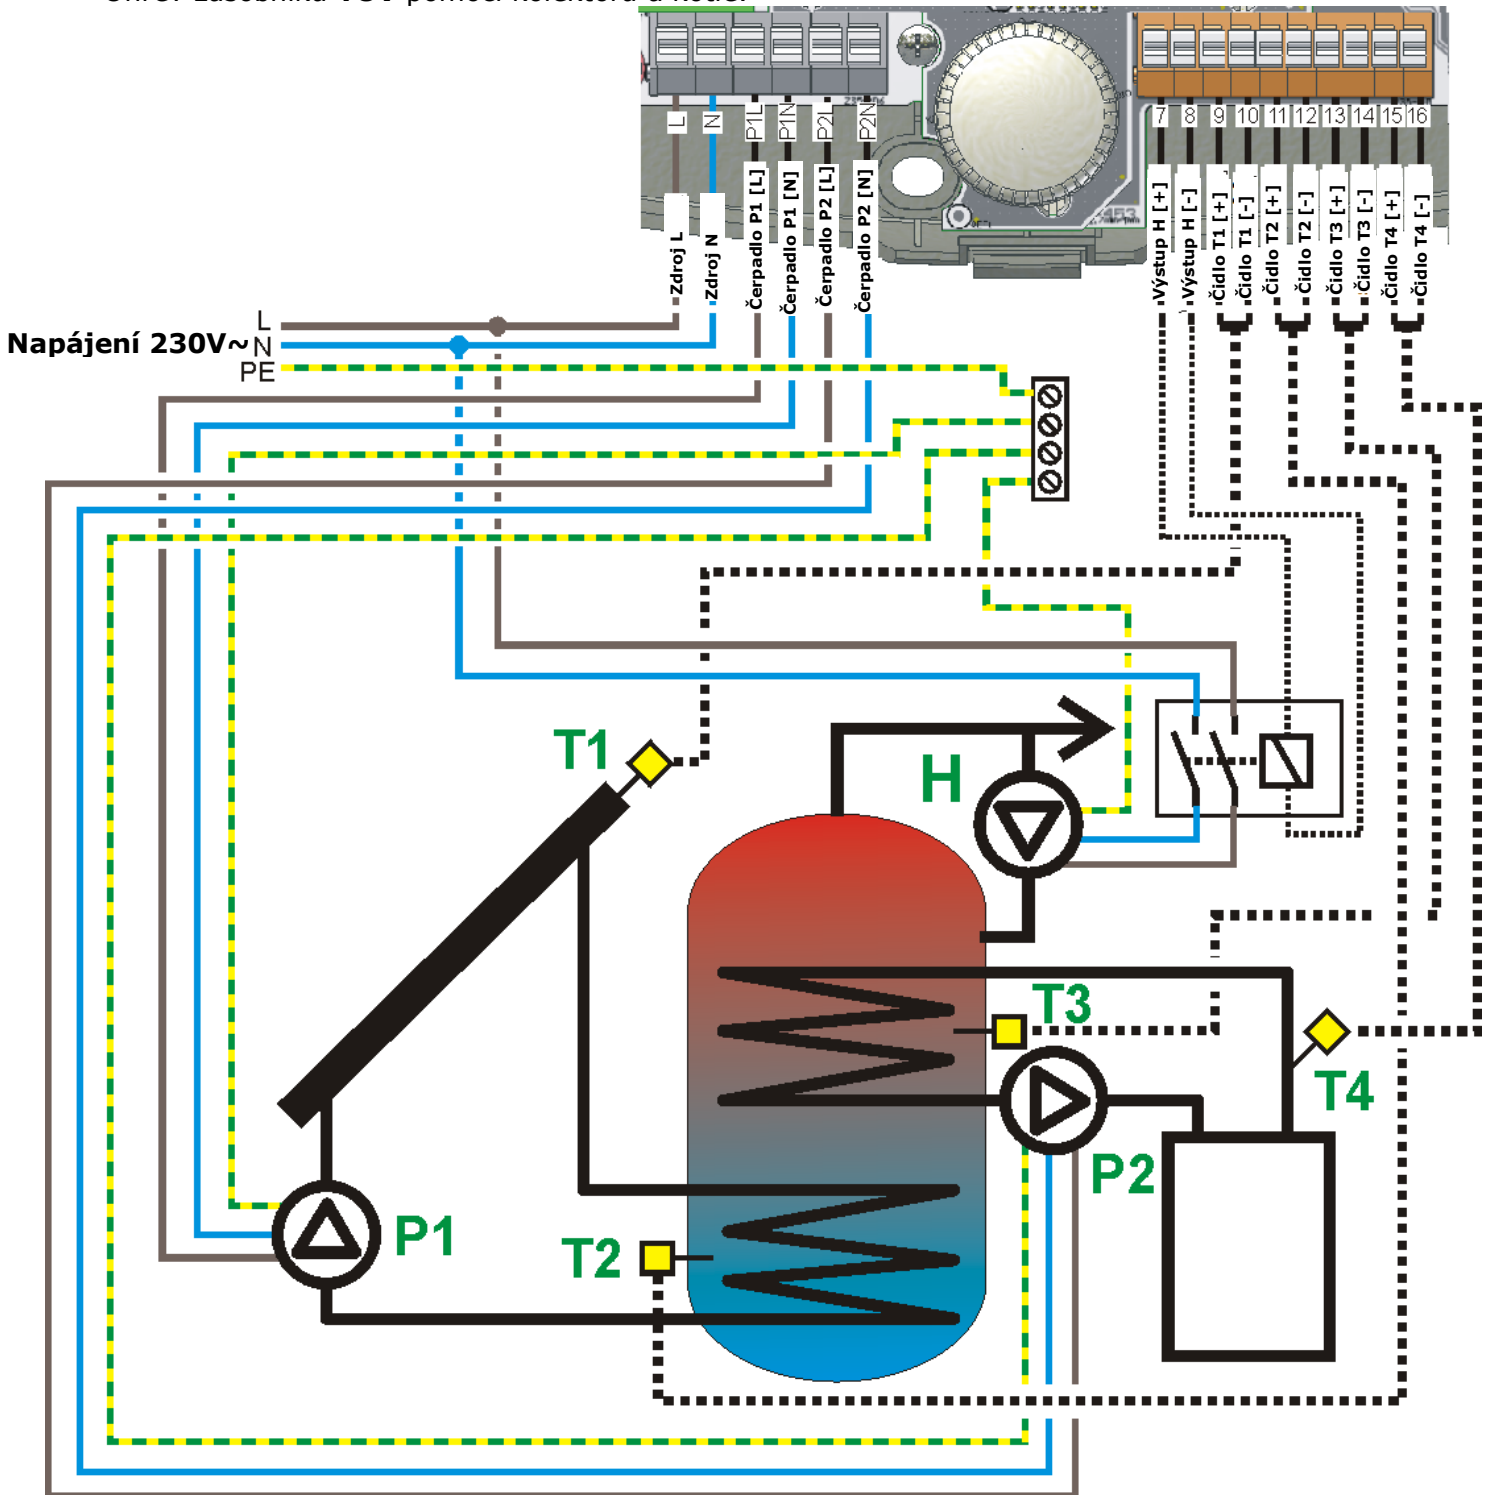 pomocí
L
N
P1L
P1N
P2L
P2N
7
8
9
10
11
12
13
14
15
16
Zdroj L
Zdroj N
Čerpadlo P1 [L]
Čerpadlo P1 [N]
Čerpadlo P2 [L]
Čerpadlo P2 [N]
Výstup H [+]
Výstup H [-]
Čidlo T1 [+]
Čidlo T1 [-]
Čidlo T2 [+]
Čidlo T2 [-]
Čidlo T3 [+]
Čidlo T3 [-]
Čidlo T4 [+]
Čidlo T4 [-]
L
Napájení 230V~ N
PE
T1
H
T3
T4
P2
P1
T2